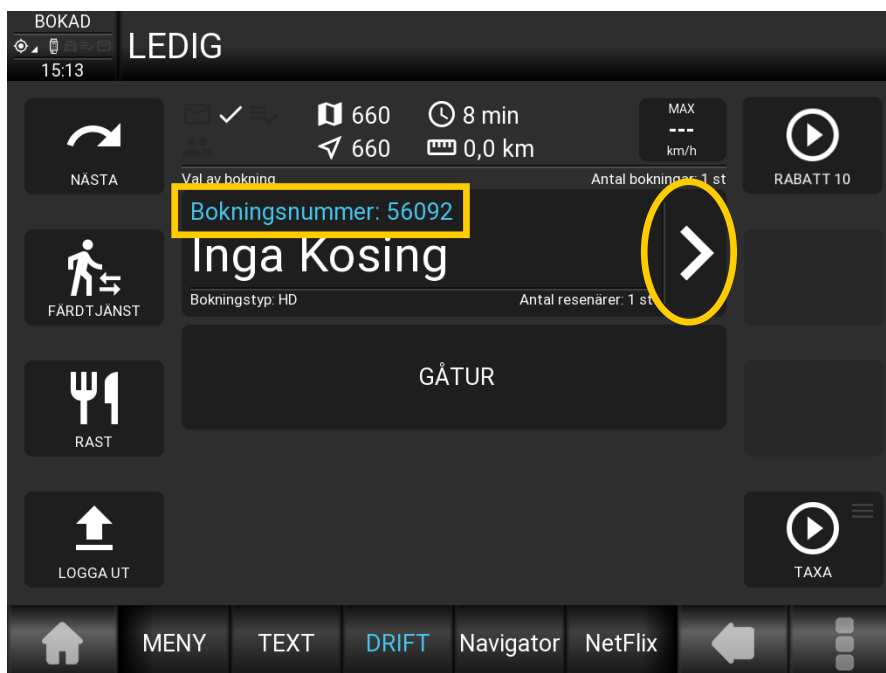 BOKAD
15:13
LEDIG
NÄSTA
660
8 min
660
0,0 km
MAX
---
km/h
RABATT 10
Val av bokning
Antal bokningar: 1 st
Bokningsnummer: 56092
Inga Kosing
Bokningstyp: HD
Antal resenärer: 1 st
FÄRDTJÄNST
GÅTUR
RAST
LOGGA UT
TAXA
MENY
TEXT
DRIFT
Navigator
NetFlix